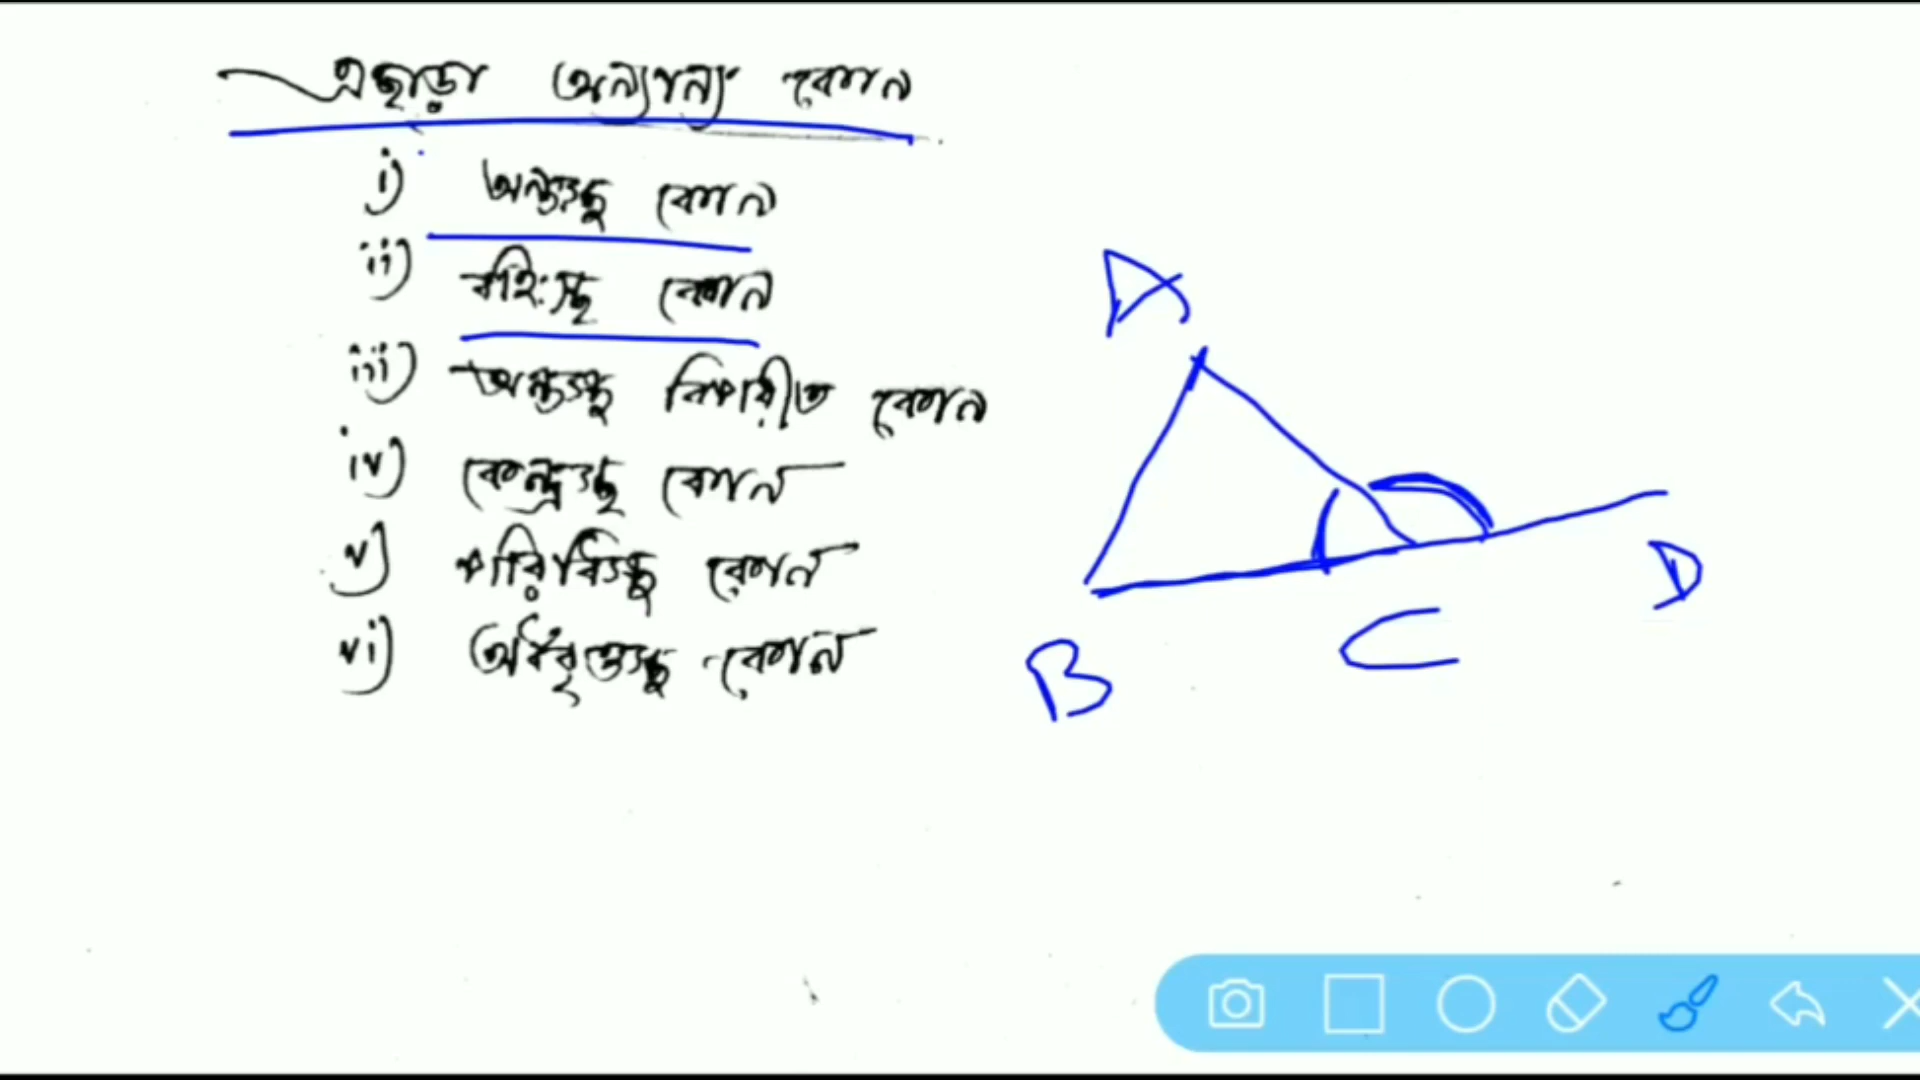 এছাড়া অন্যান্য কোন
i) অন্তঃস্থ কোন
ii) বহিঃস্থ কোন
iii) অন্তঃস্থ বিপরীত কোন
iv) কেন্দ্রস্থ কোন
v) পরিধিস্থ কোন
vi) অর্ধবৃত্তস্থ কোন
A
B
C
D